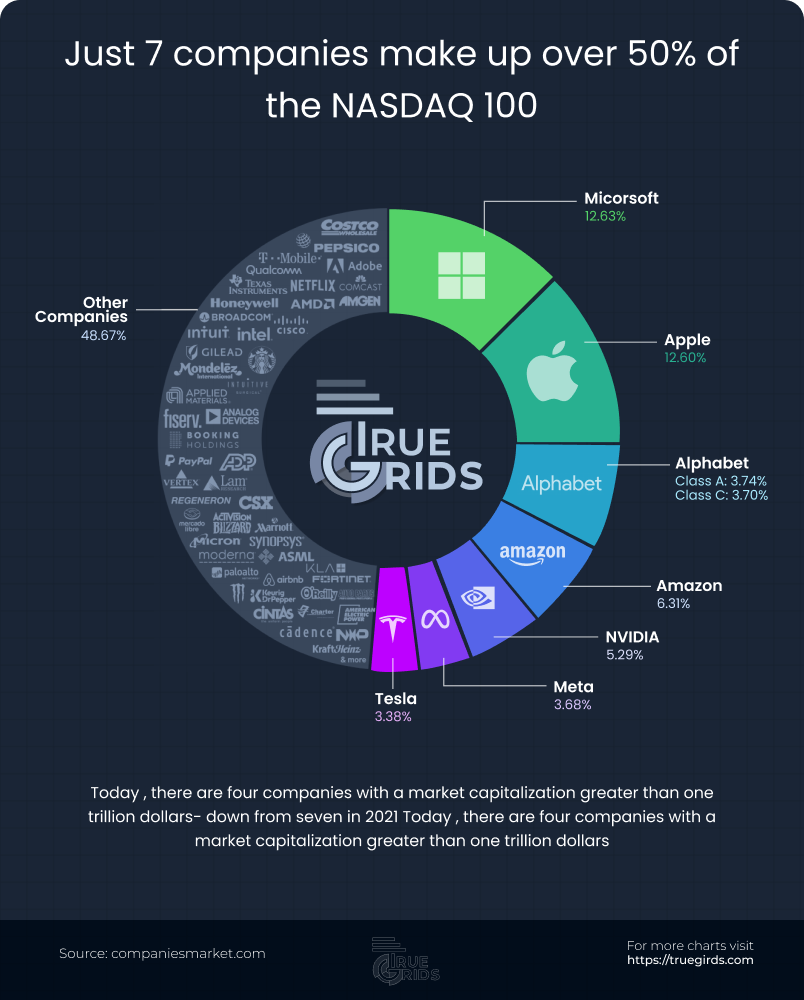 Just 7 companies make up over 50% of
the NASDAQ 100
Micorsoft
12.63%
Apple
12.60%
Alphabet
Class A: 3.74%
Class C: 3.70%
Alphabet
Amazon
6.31%
amazon
NVIDIA
5.29%
Meta
3.68%
Tesla
3.38%
Other
Companies
48.67%
COSTCO
WHOLESALE
PEPSICO
T-Mobile
Adobe
Qualcomm
TEXAS
INSTRUMENTS
NETFLIX
COMCAST
Honeywell
AMD
AMGEN
BROADCOM
CISCO
INTUIT
intel
GILEAD
Mondelēz
International
INTUITIVE
APPLIED
MATERIALS
fiserv.
ANALOG
DEVICES
BOOKING
HOLDINGS
PayPal
ADP
VERTEX
Lam
RESEARCH
REGENERON
CSX
mercado
libre
ACTIVISION
BLIZZARD
Marriott
Micron
SYNOPSYS
moderna
ASML
KLA
paloalto
airbnb
FORTINET
Keurig
DrPepper
O'Reilly
CINTAS
Charter
AMERICAN
ELECTRIC
POWER
cādence
NXP
KraftHeinz
& more
TRUE
GRIDS
Today , there are four companies with a market capitalization greater than one
trillion dollars- down from seven in 2021 Today , there are four companies with a
market capitalization greater than one trillion dollars
Source: companiesmarket.com
TRUE
GRIDS
For more charts visit
https://truegirds.com